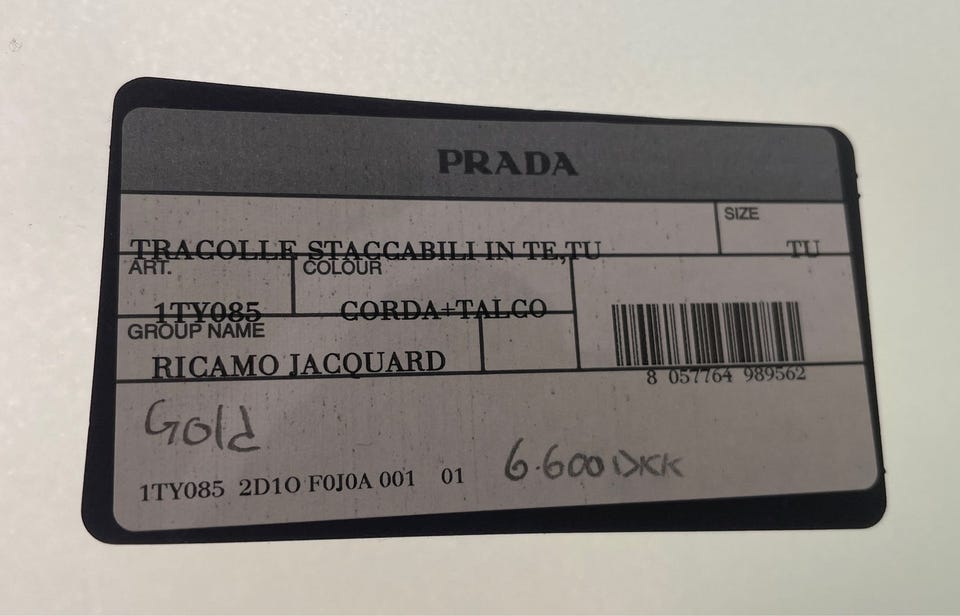 PRADA
TRACOLLE STACCABILI IN TE,TU
SIZE
TU
ART.
1TY085
COLOUR
CORDA+TALCO
GROUP NAME
RICAMO JACQUARD
8 057764 989562
Gold
6.600 DKK
1TY085 2D1O F0J0A 001 01